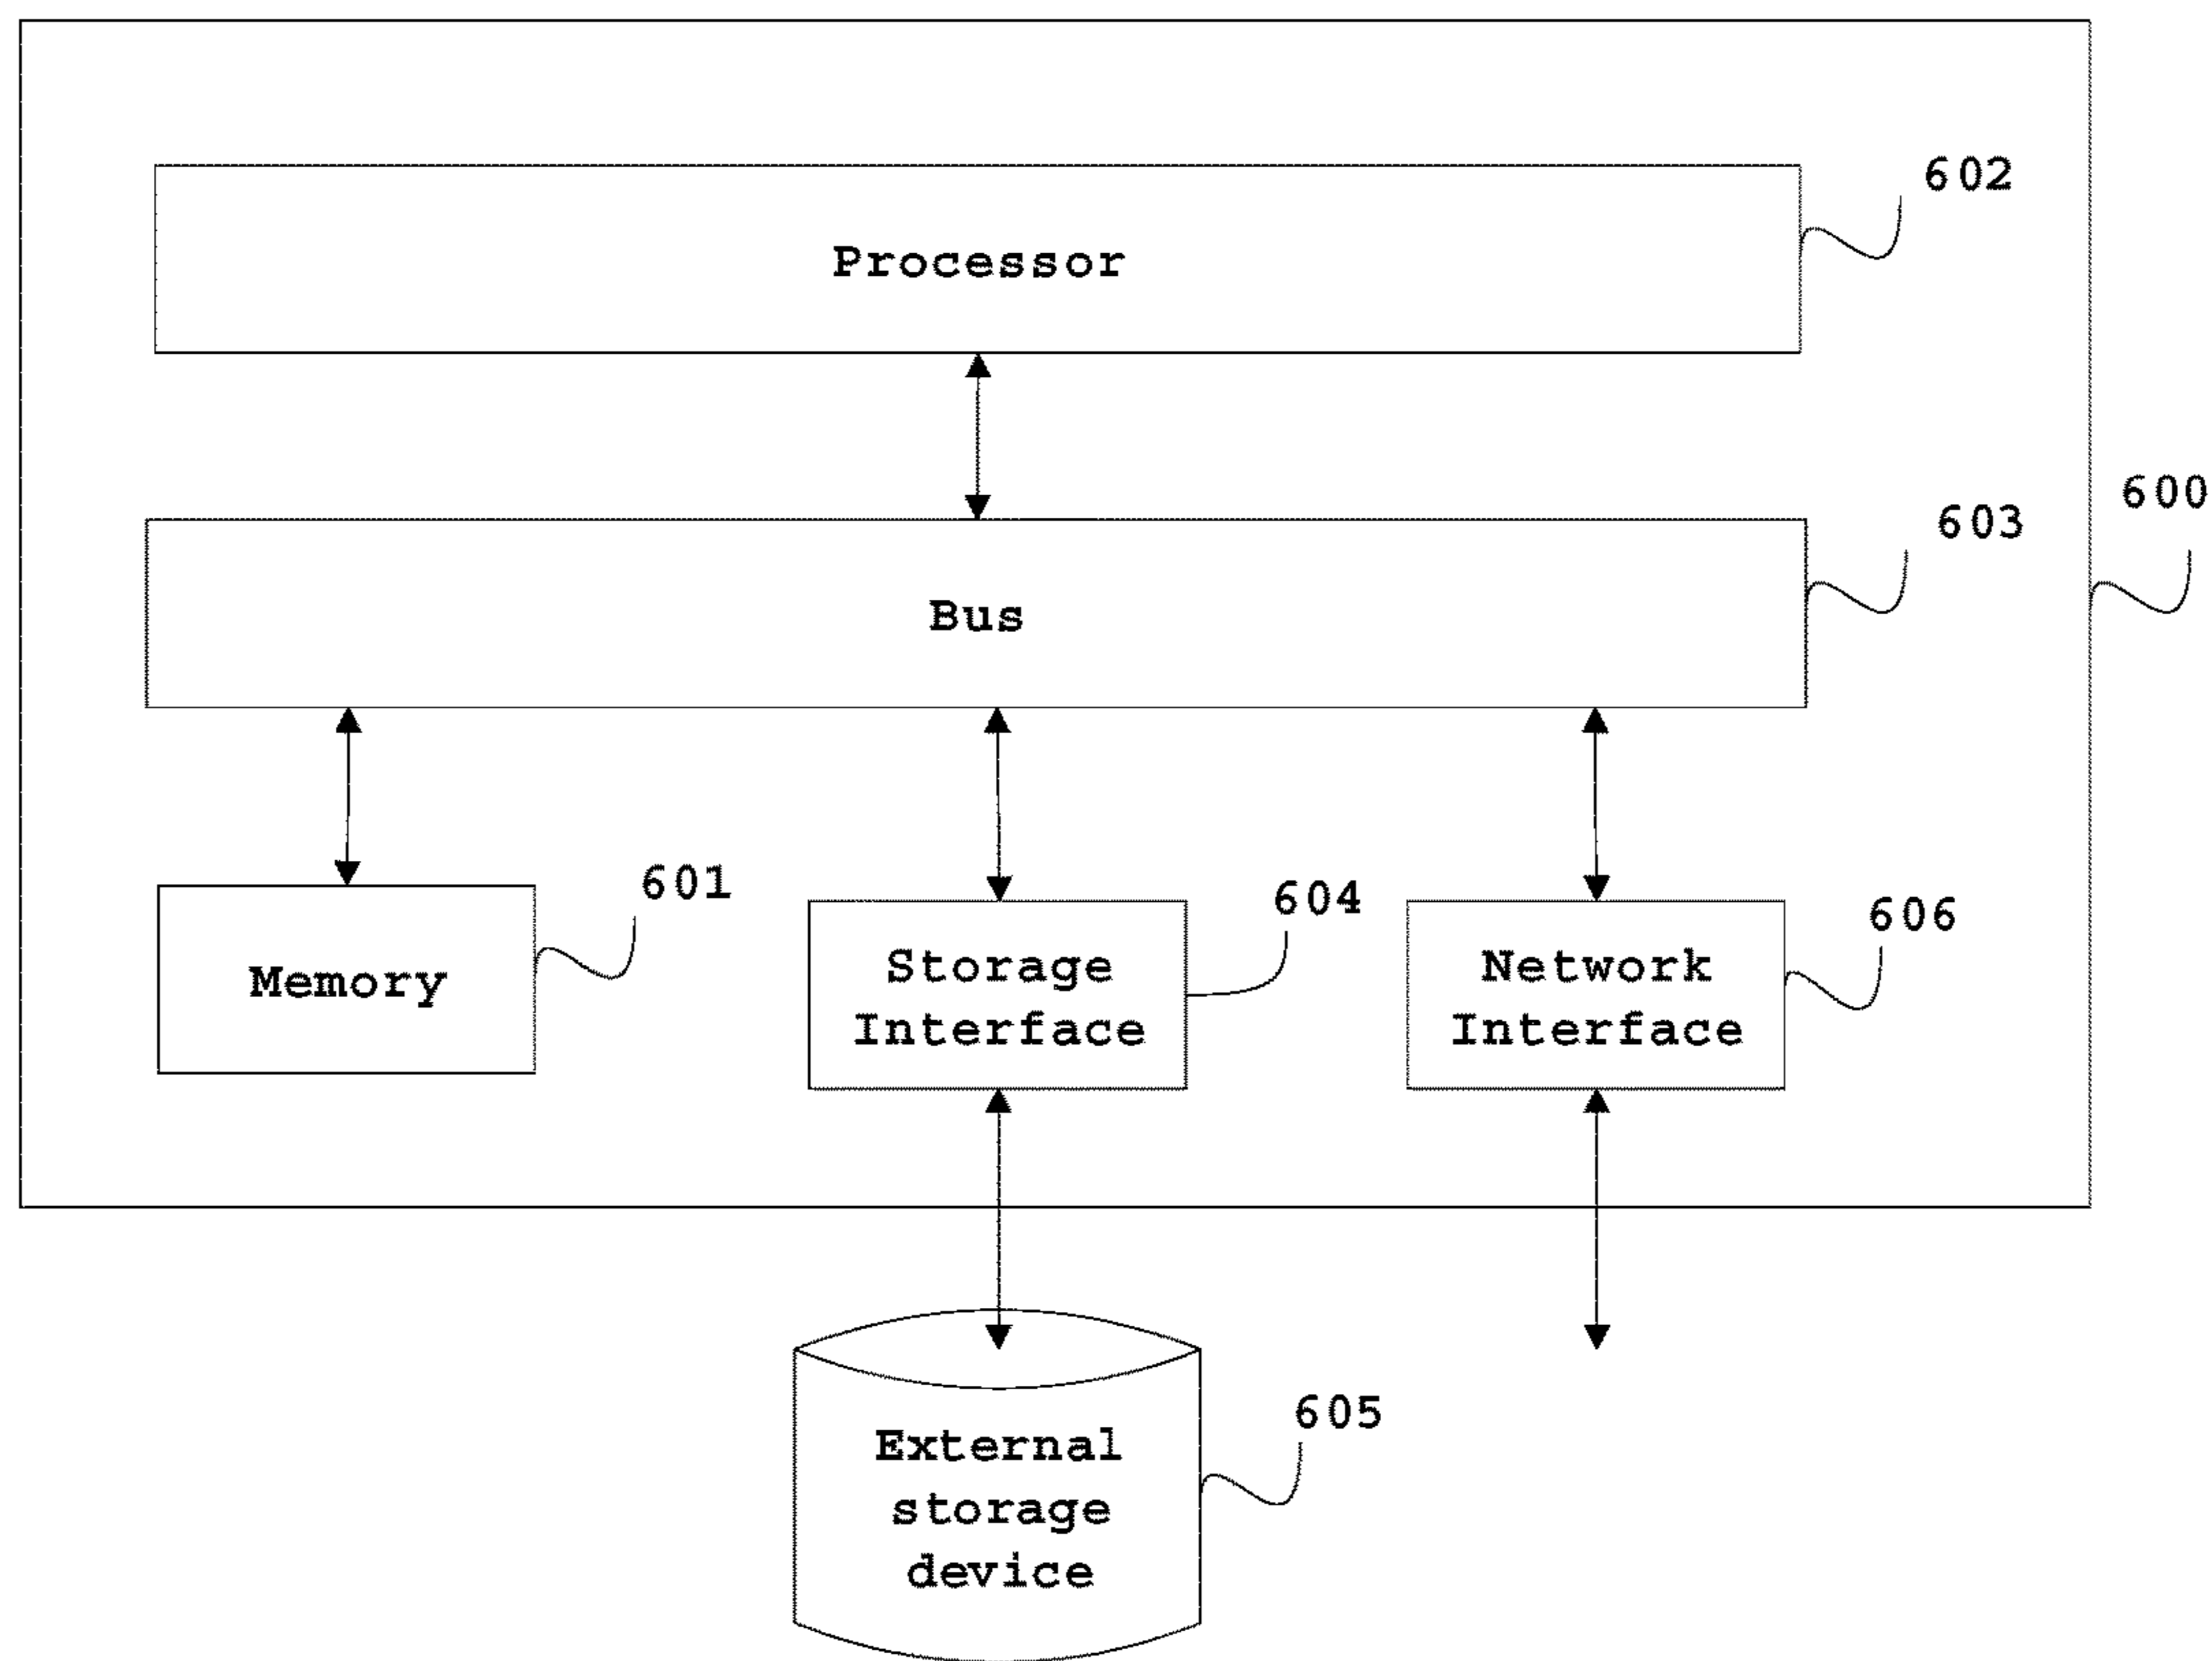 602
Processor
600
603
Bus
601
604
606
Memory
Storage
Interface
Network
Interface
605
External
storage
device